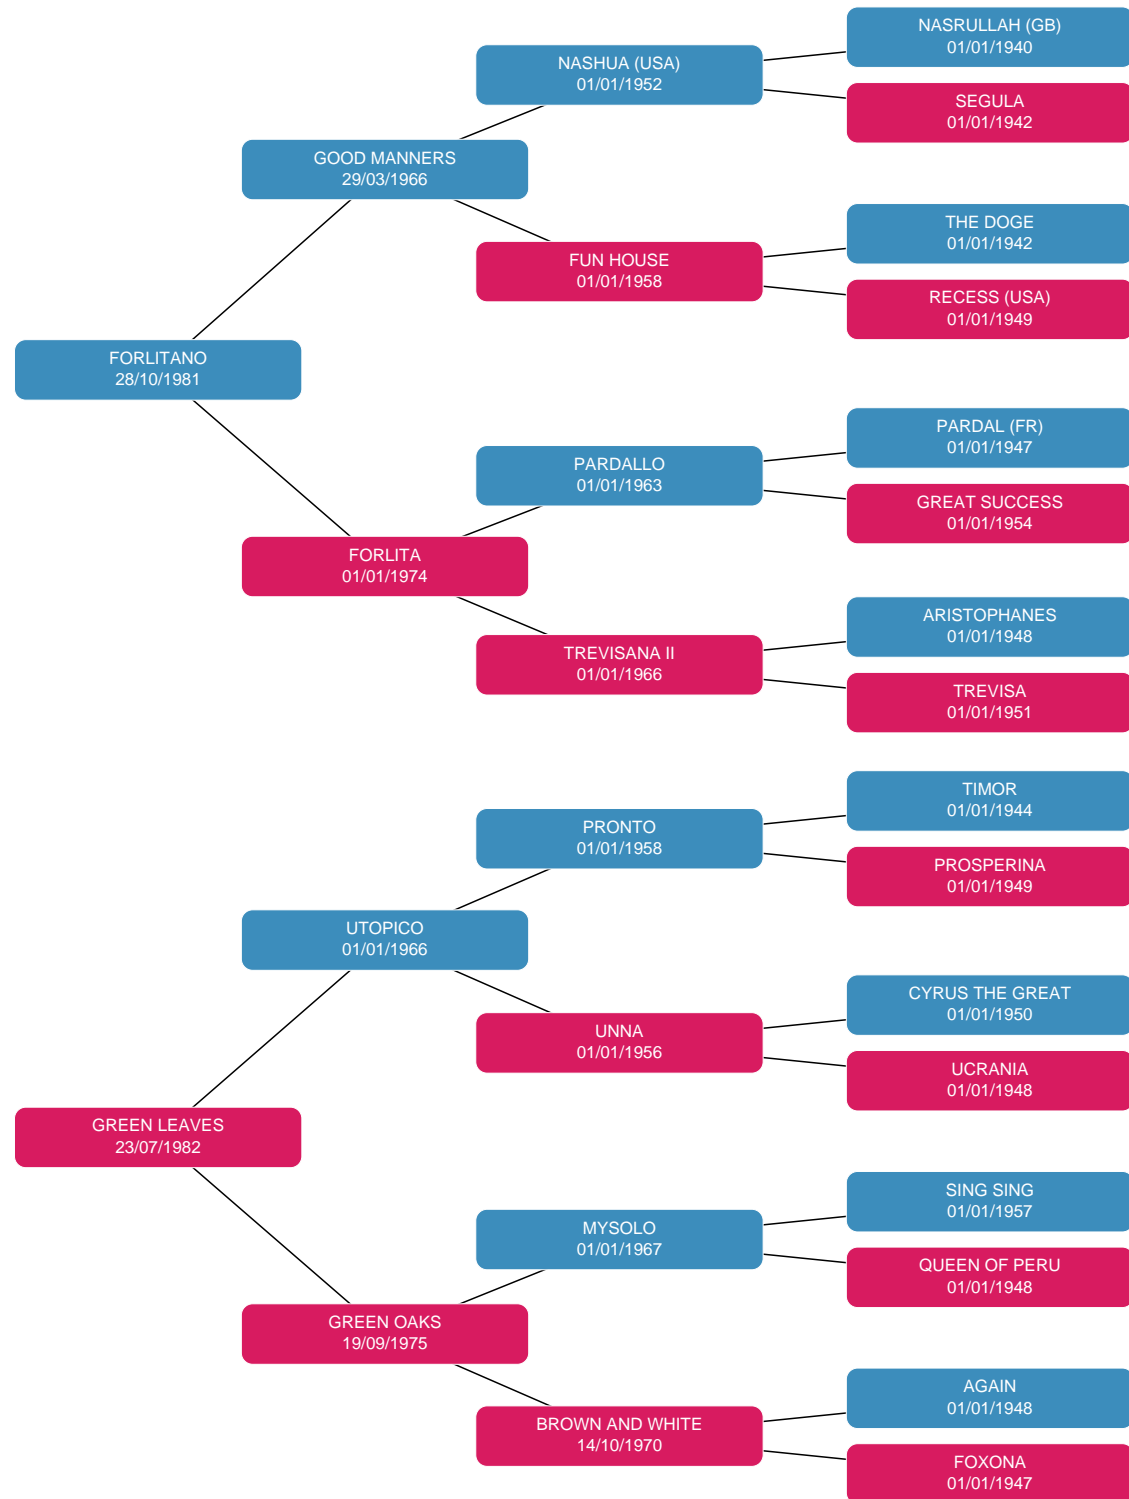 NASRULLAH (GB)
01/01/1940
NASHUA (USA)
01/01/1952
SEGULA
01/01/1942
GOOD MANNERS
29/03/1966
THE DOGE
01/01/1942
FUN HOUSE
01/01/1958
RECESS (USA)
01/01/1949
FORLITANO
28/10/1981
PARDAL (FR)
01/01/1947
PARDALLO
01/01/1963
GREAT SUCCESS
01/01/1954
FORLITA
01/01/1974
ARISTOPHANES
01/01/1948
TREVISANA II
01/01/1966
TREVISA
01/01/1951
TIMOR
01/01/1944
PRONTO
01/01/1958
PROSPERINA
01/01/1949
UTOPICO
01/01/1966
CYRUS THE GREAT
01/01/1950
UNNA
01/01/1956
UCRANIA
01/01/1948
GREEN LEAVES
23/07/1982
SING SING
01/01/1957
MYSOLO
01/01/1967
QUEEN OF PERU
01/01/1948
GREEN OAKS
19/09/1975
AGAIN
01/01/1948
BROWN AND WHITE
14/10/1970
FOXONA
01/01/1947